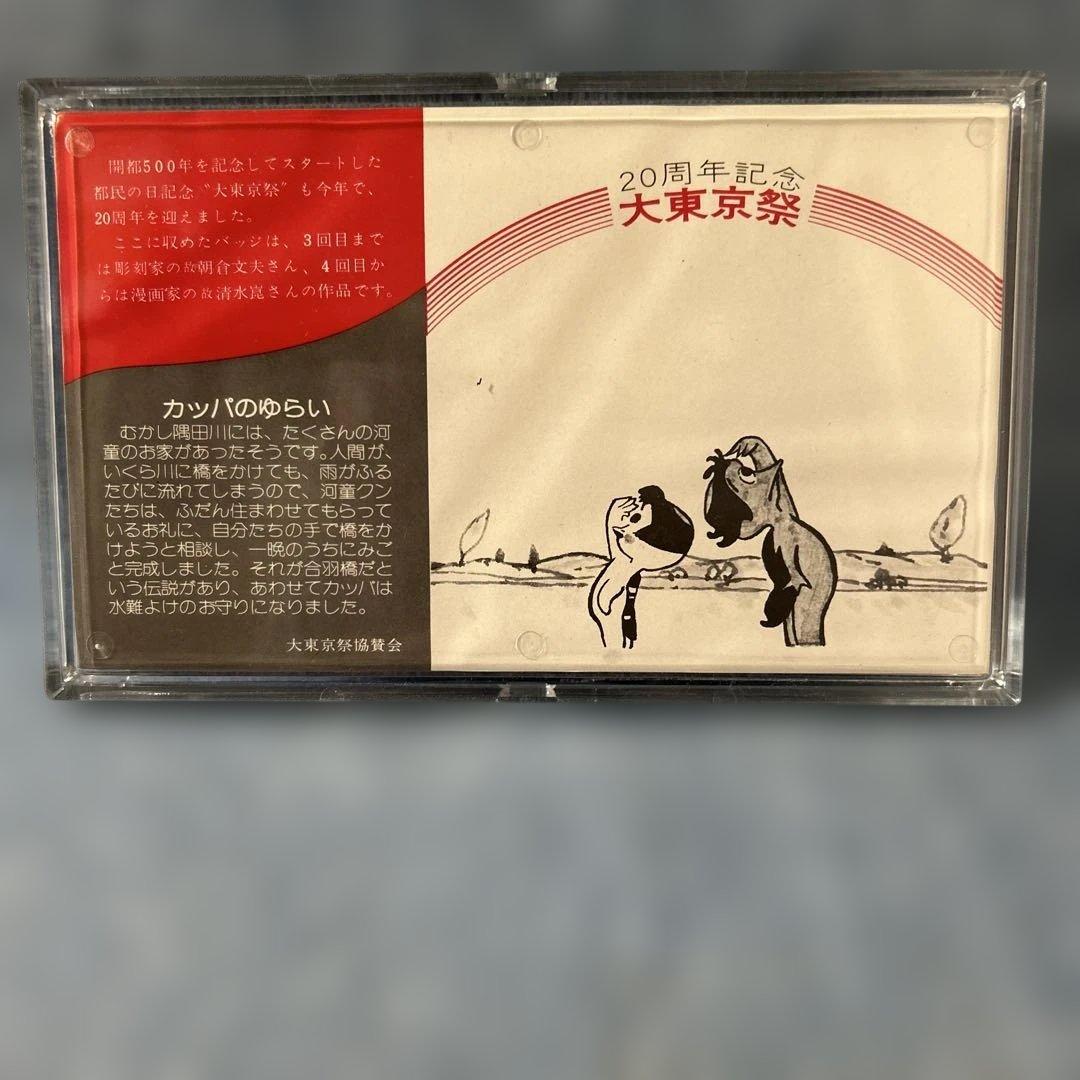 開都500年を記念してスタートした
都民の日記念〝大東京祭〟も今年で、
20周年を迎えました。
ここに収めたバッジは、3回目まで
は彫刻家の故朝倉文夫さん、4回目か
らは漫画家の故清水崑さんの作品です。
カッパのゆらい
むかし隅田川には、たくさんの河
童のお家があったそうです。人間が、
いくら川に橋をかけても、雨がふる
たびに流れてしまうので、河童クン
たちは、ふだん住まわせてもらって
いるお礼に、自分たちの手で橋をか
けようと相談し、一晩のうちにみご
と完成しました。それが合羽橋だと
いう伝説があり、あわせてカッパは
水難よけのお守りになりました。
大東京祭協賛会
20周年記念
大東京祭